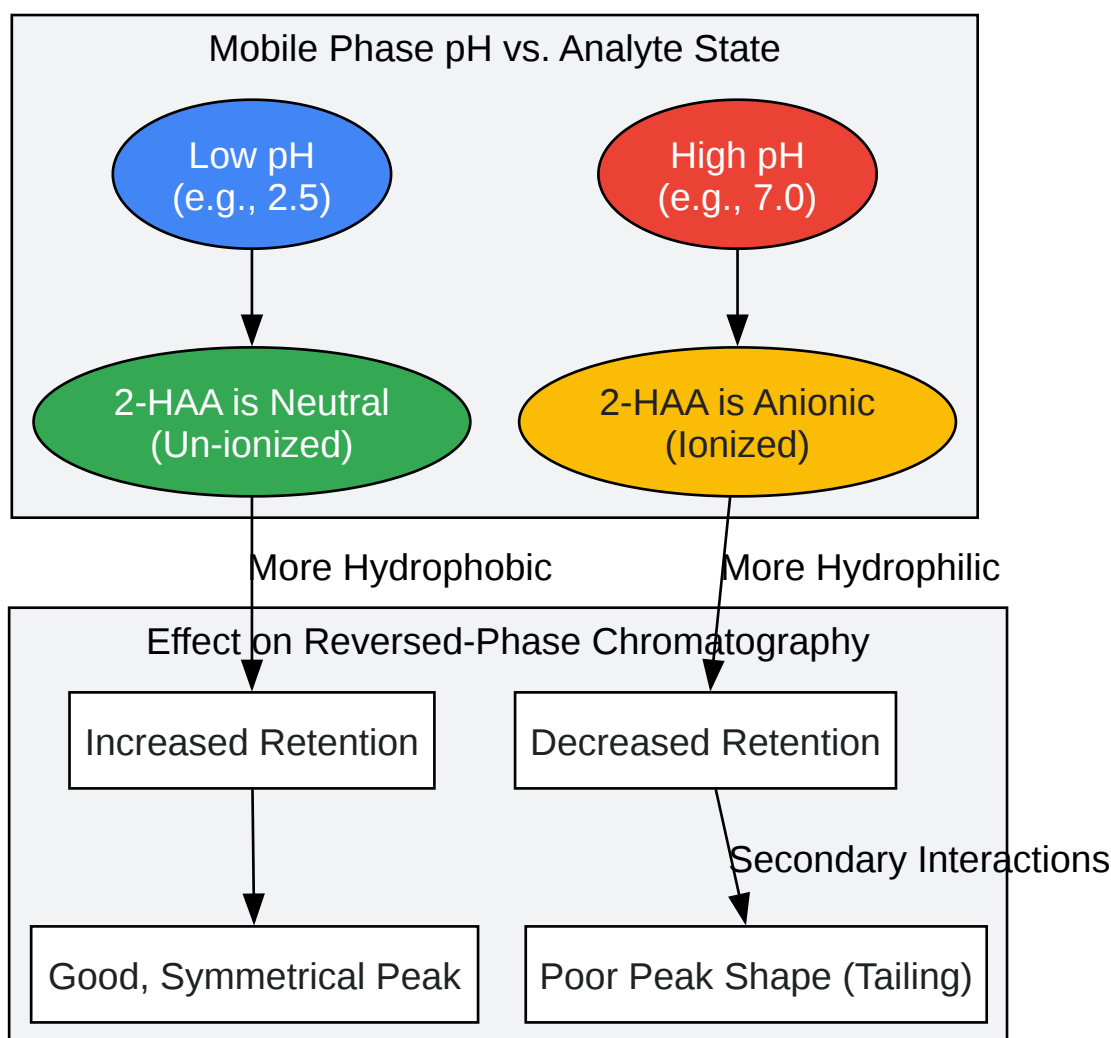 Mobile Phase pH vs. Analyte State
Low pH
(e.g., 2.5)
High pH
(e.g., 7.0)
2-HAA is Neutral
(Un-ionized)
2-HAA is Anionic
(Ionized)
More Hydrophobic
More Hydrophilic
Effect on Reversed-Phase Chromatography
Increased Retention
Decreased Retention
Secondary Interactions
Good, Symmetrical Peak
Poor Peak Shape (Tailing)